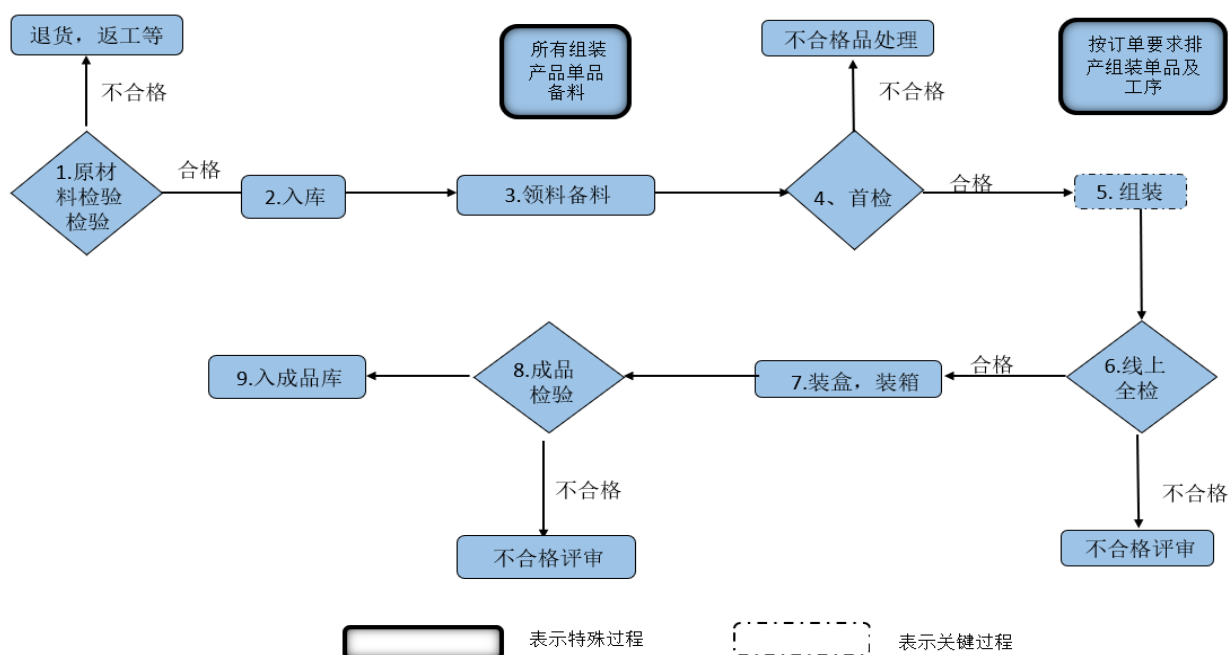 退货，返工等
所有组装
产品单品
备料
不合格品处理
按订单要求排
产组装单品及
工序
不合格
不合格
1.原材
料检验
检验
合格
2.入库
3.领料备料
4、首检
合格
5. 组装
9.入成品库
8.成品
检验
7.装盒，装箱
合格
6.线上
全检
不合格
不合格
不合格评审
不合格评审
表示特殊过程
表示关键过程